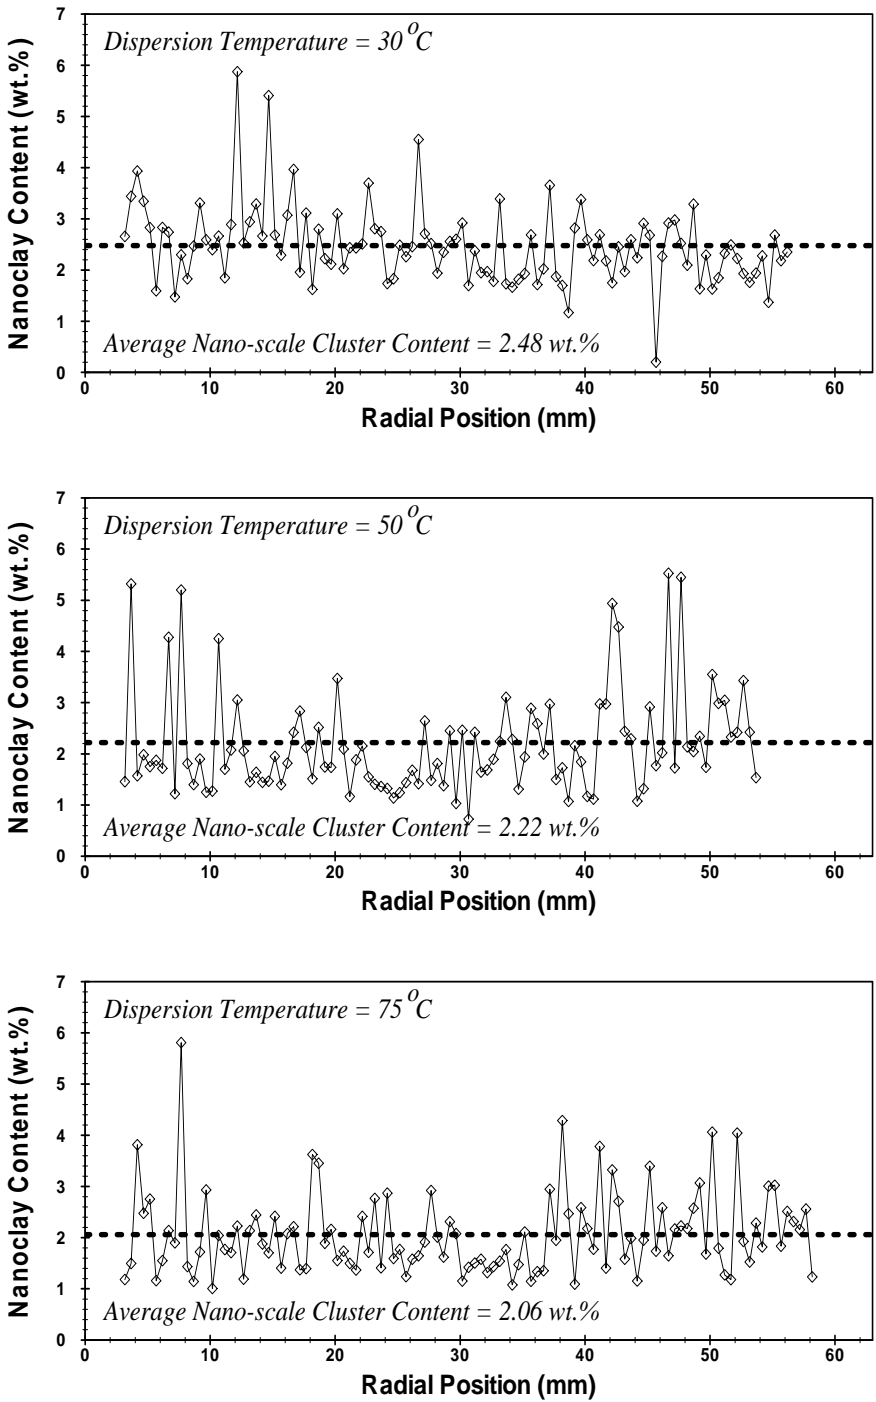 7
6
5
4
3
2
1
0
Nanoclay Content (wt.%)
Dispersion Temperature = 30 °C
Average Nano-scale Cluster Content = 2.48 wt.%
0 10 20 30 40 50 60
Radial Position (mm)
7
6
5
4
3
2
1
0
Nanoclay Content (wt.%)
Dispersion Temperature = 50 °C
Average Nano-scale Cluster Content = 2.22 wt.%
0 10 20 30 40 50 60
Radial Position (mm)
7
6
5
4
3
2
1
0
Nanoclay Content (wt.%)
Dispersion Temperature = 75 °C
Average Nano-scale Cluster Content = 2.06 wt.%
0 10 20 30 40 50 60
Radial Position (mm)